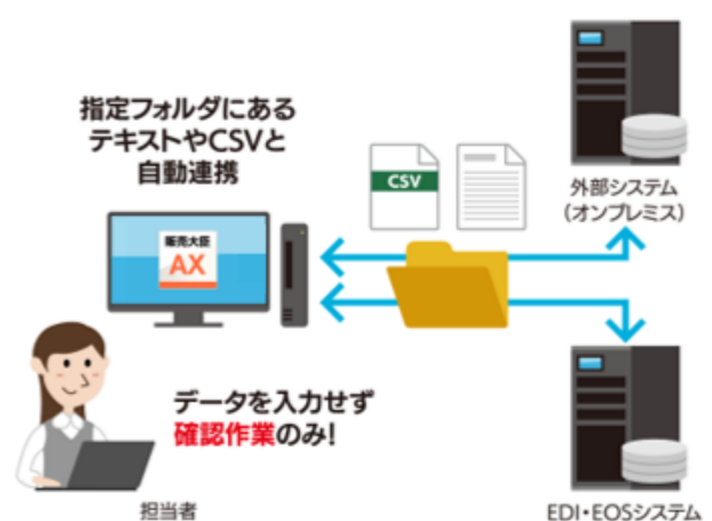 指定フォルダにある
テキストやCSVと
自動連携
CSV
外部システム
（オンプレミス）
販売大臣
AX
データを入力せず
確認作業のみ!
担当者
EDI・EOSシステム